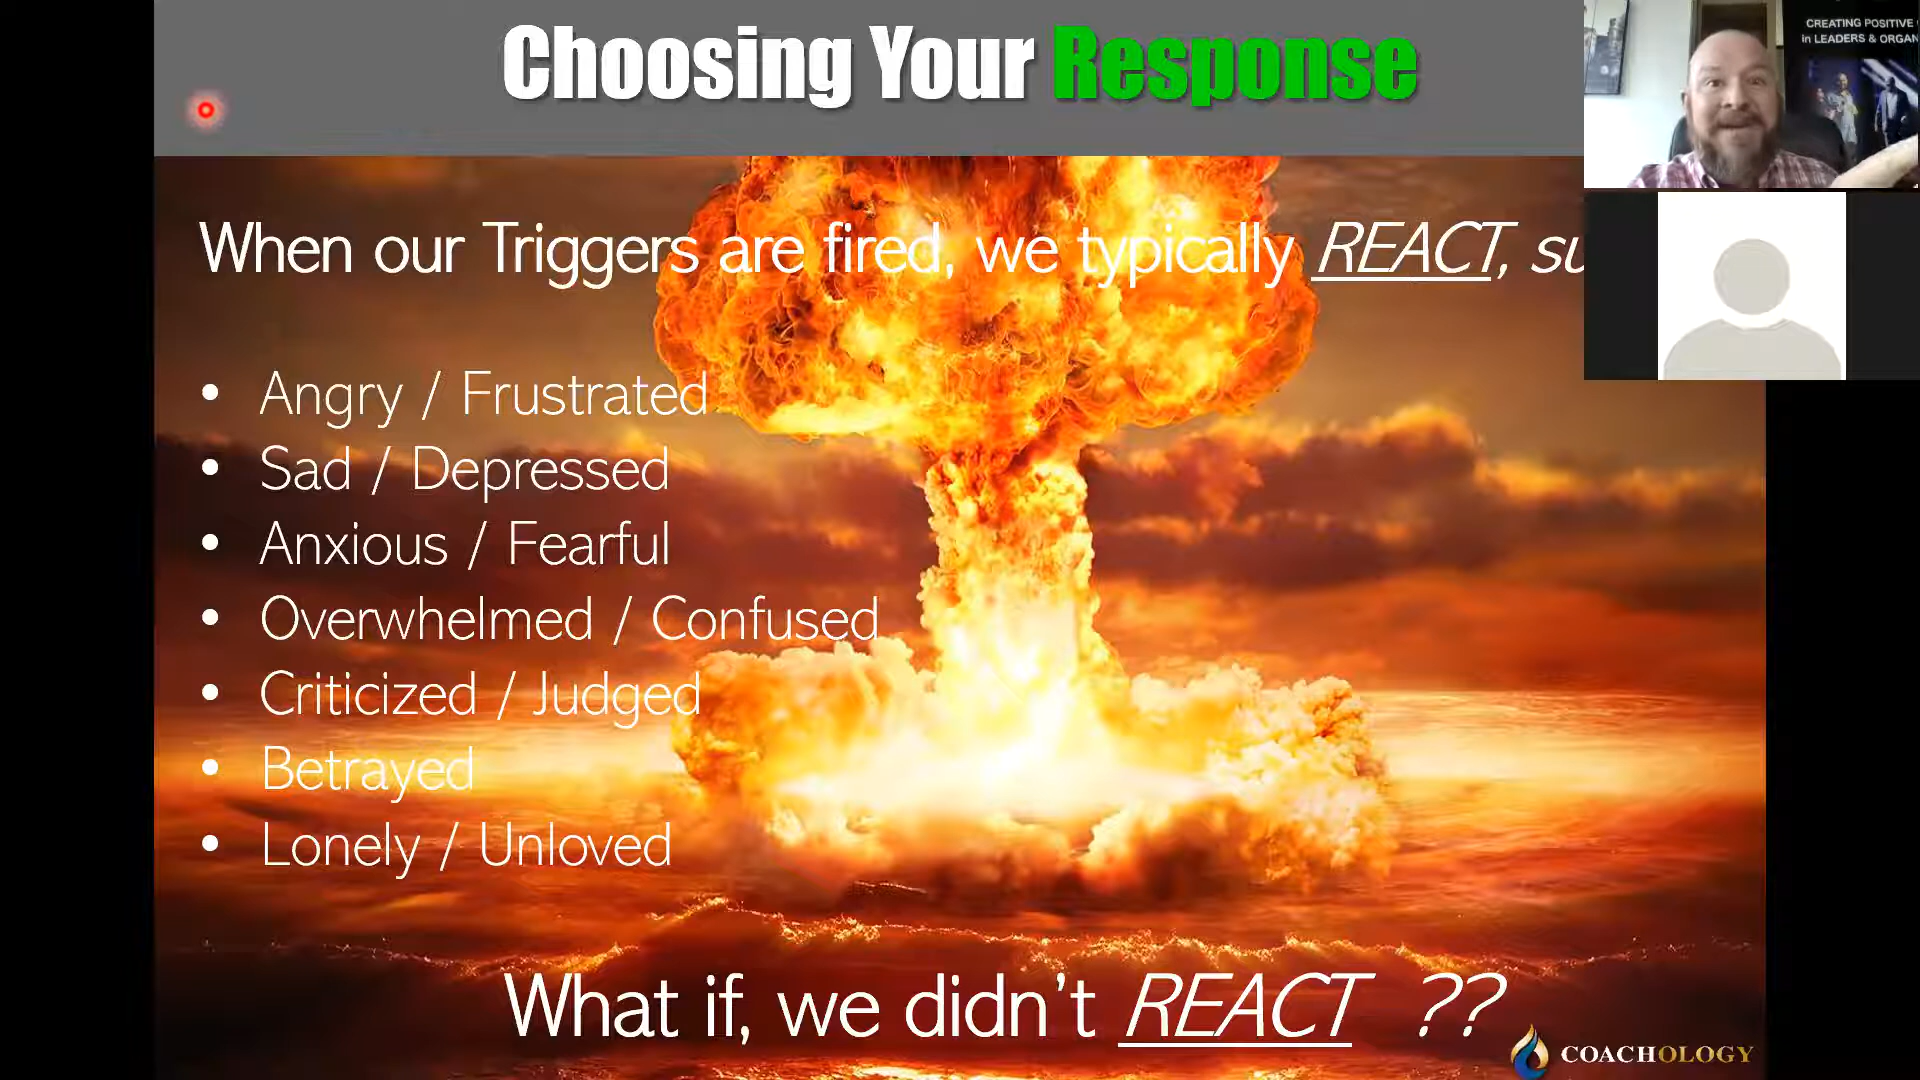 Choosing Your Response
CREATING POSITIVE
in LEADERS & ORGAN
When our Triggers are fired, we typically REACT, su
• Angry / Frustrated
• Sad / Depressed
• Anxious / Fearful
• Overwhelmed / Confused
• Criticized / Judged
• Betrayed
• Lonely / Unloved
What if, we didn't REACT ??
COACHOLOGY